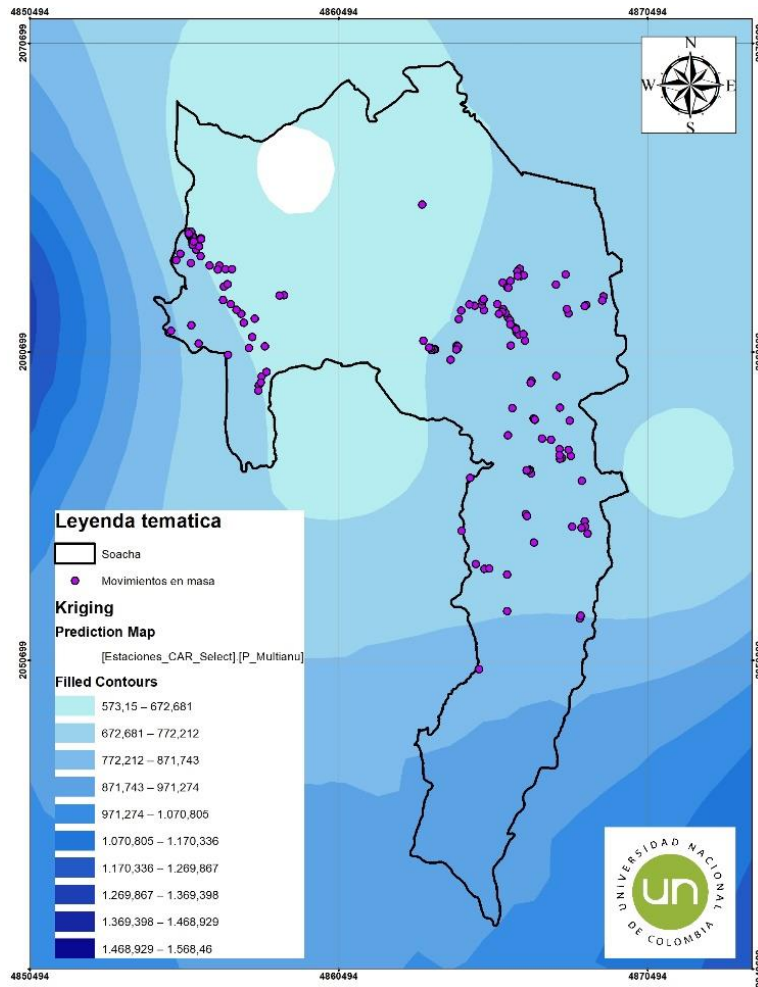 4850494 4860494 4870494
2070699
N
W E
S
2060699
Leyenda tematica
Soacha
Movimientos en masa
Kriging
Prediction Map
[Estaciones_CAR_Select].[P_Multianu]
Filled Contours
573,15 – 672,681
672,681 – 772,212
772,212 – 871,743
871,743 – 971,274
971,274 – 1.070,805
1.070,805 – 1.170,336
1.170,336 – 1.269,867
1.269,867 – 1.369,398
1.369,398 – 1.468,929
1.468,929 – 1.568,46
2050699
UNIVERSIDAD NACIONAL
un
DE COLOMBIA
4850494 4860494 4870494